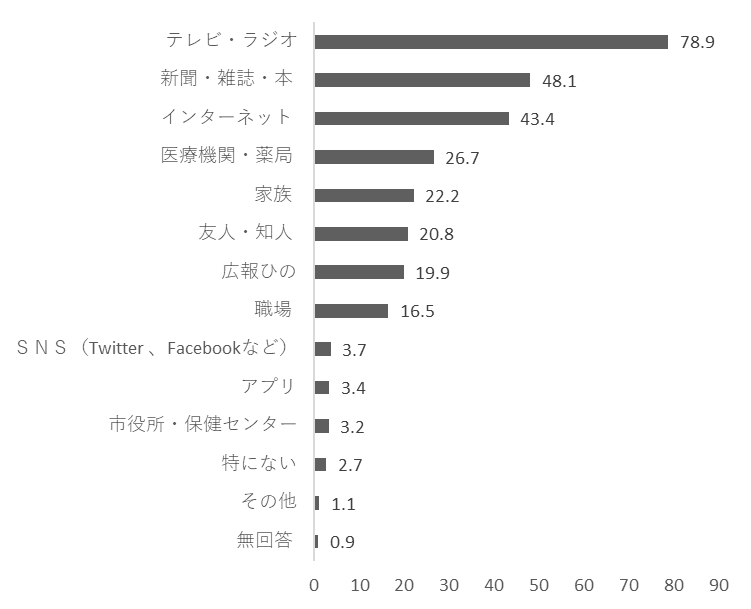 テレビ・ラジオ 78.9
新聞・雑誌・本 48.1
インターネット 43.4
医療機関・薬局 26.7
家族 22.2
友人・知人 20.8
広報ひの 19.9
職場 16.5
ＳＮＳ（Twitter、Facebookなど） 3.7
アプリ 3.4
市役所・保健センター 3.2
特にない 2.7
その他 1.1
無回答 0.9
0 10 20 30 40 50 60 70 80 90